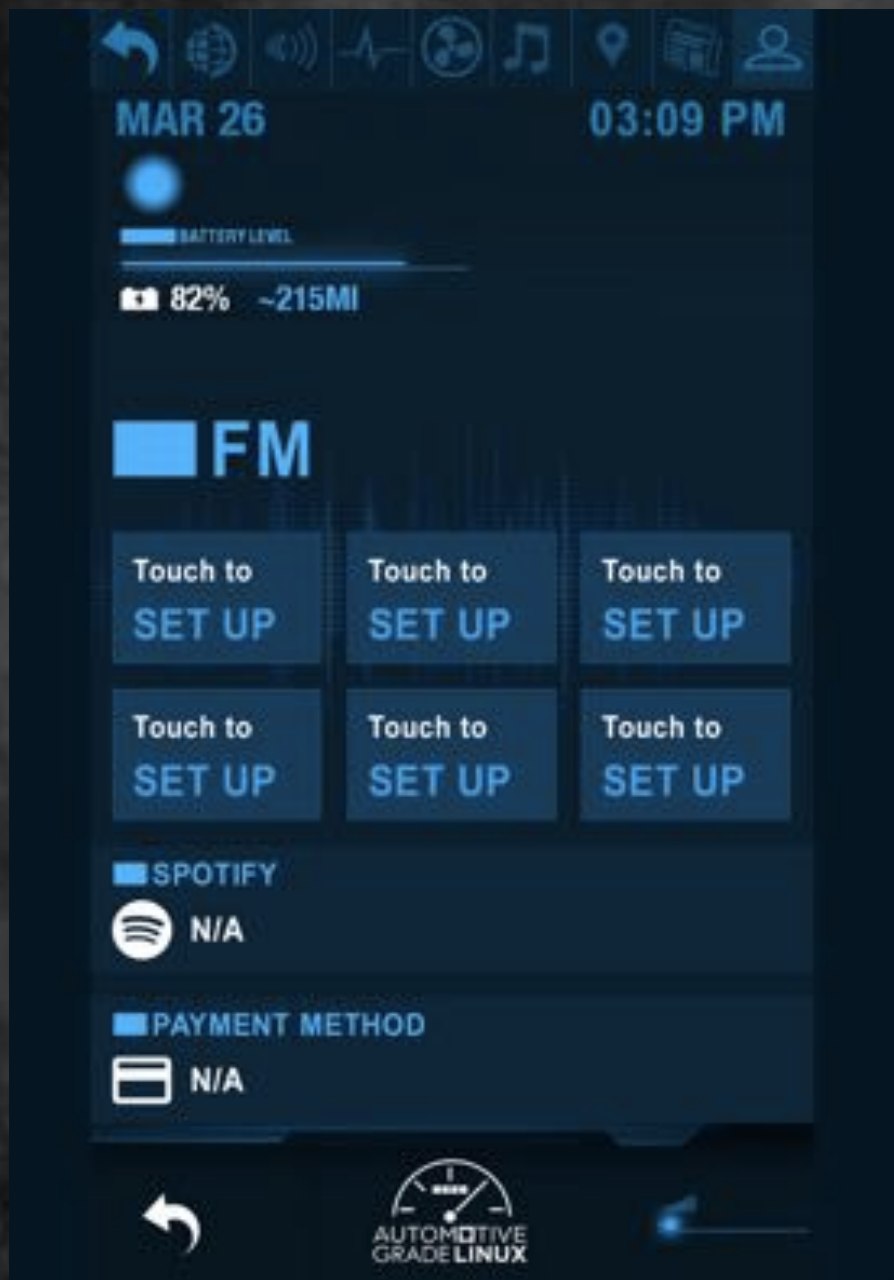 MAR 26
03:09 PM
BATTERY LEVEL
82% ~215MI
FM
Touch to
SET UP
Touch to
SET UP
Touch to
SET UP
Touch to
SET UP
Touch to
SET UP
Touch to
SET UP
SPOTIFY
N/A
PAYMENT METHOD
N/A
AUTOMOTIVE
GRADE LINUX